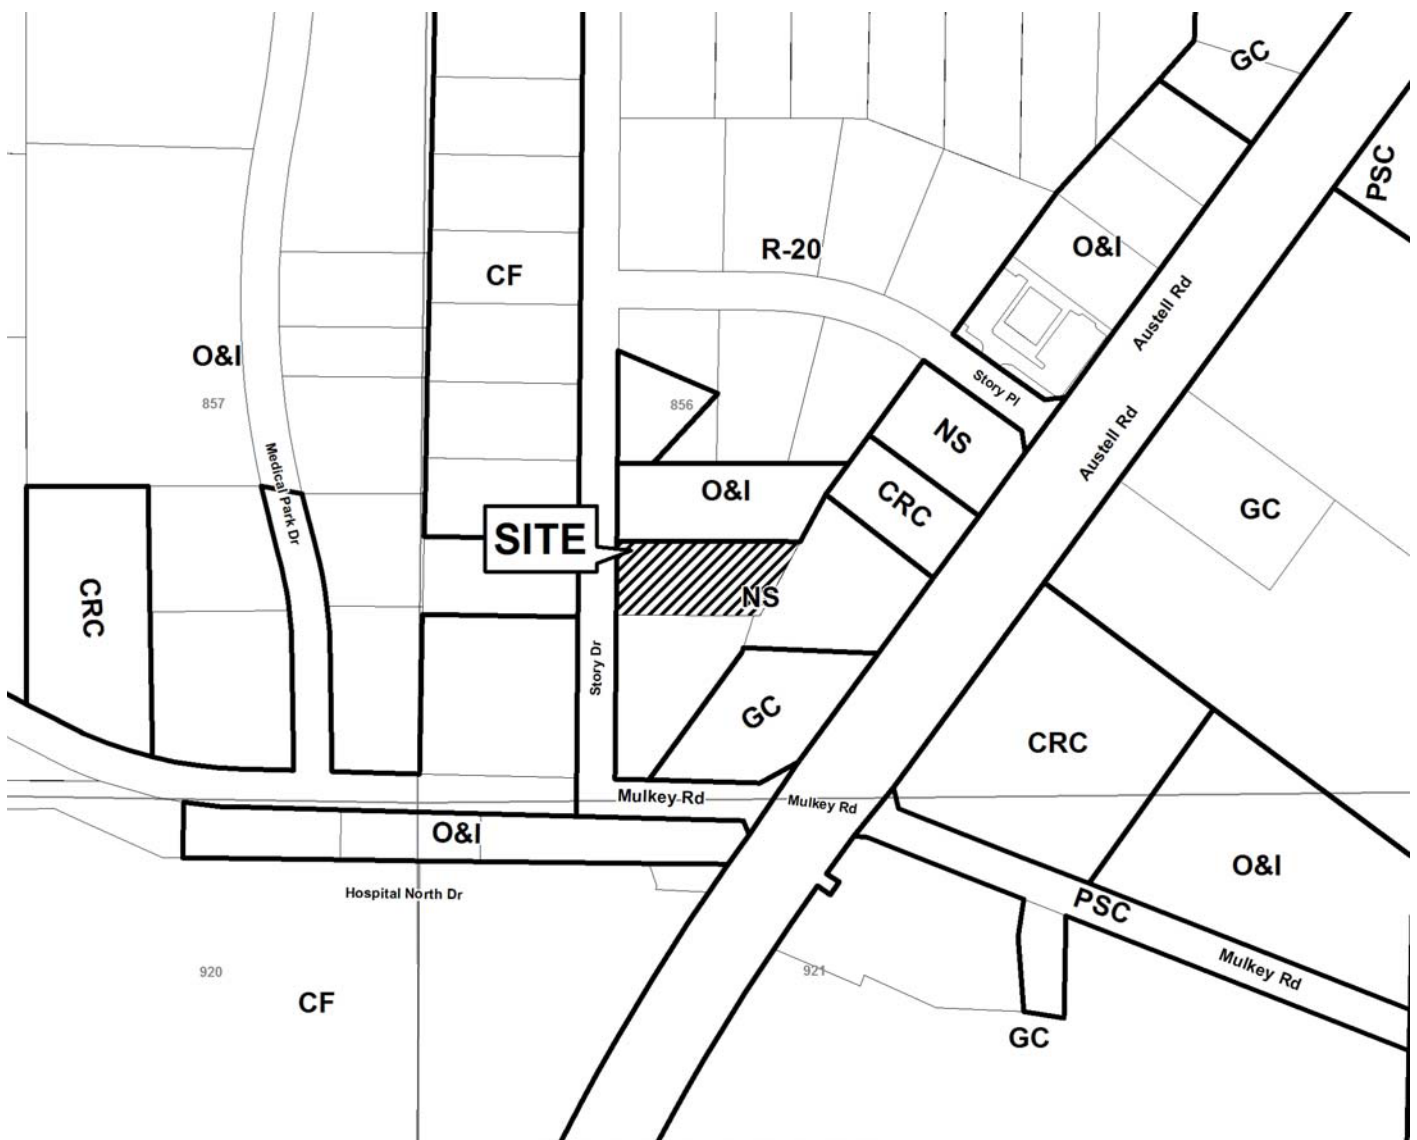 GC
PSC
R-20
O&I
CF
Austell Rd
O&I
857
856
Story Pl
NS
Austell Rd
Medical Park Dr
O&I
CRC
GC
SITE
CRC
NS
Story Dr
GC
CRC
Mulkey Rd
Mulkey Rd
O&I
O&I
Hospital North Dr
PSC
Mulkey Rd
920
921
CF
GC